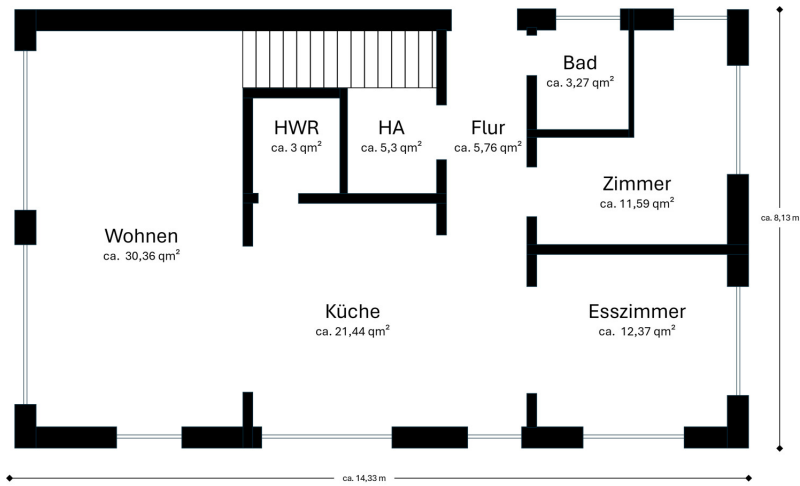 Bad
ca. 3,27 qm²
HWR
ca. 3 qm²
HA
ca. 5,3 qm²
Flur
ca. 5,76 qm²
Zimmer
ca. 11,59 qm²
ca. 8,13 m
Wohnen
ca. 30,36 qm²
Küche
ca. 21,44 qm²
Esszimmer
ca. 12,37 qm²
ca. 14,33 m